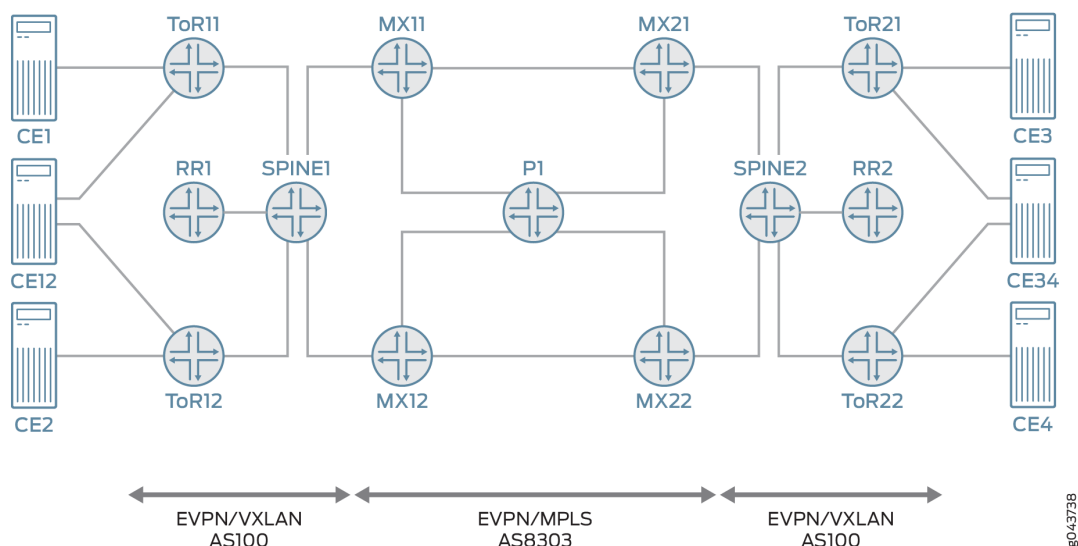 ToR11
MX11
MX21
ToR21
CE1
CE3
RR1
SPINE1
P1
SPINE2
RR2
CE12
CE34
ToR12
MX12
MX22
ToR22
CE2
CE4
EVPN/VXLAN
AS100
EVPN/MPLS
AS8303
EVPN/VXLAN
AS100
g043738